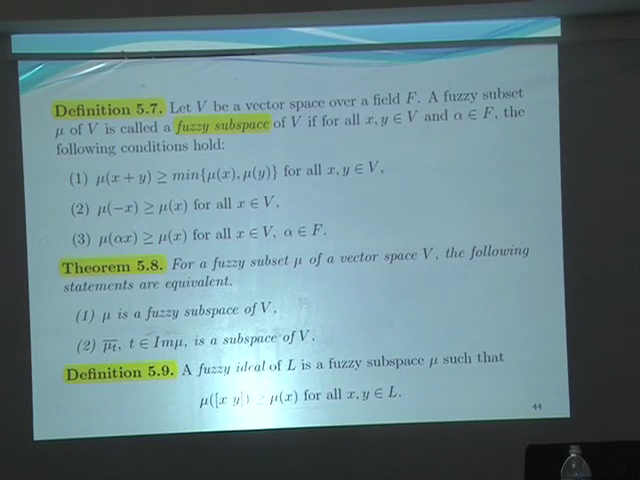 Definition 5.7. Let V be a vector space over a field F. A fuzzy subset
μ of V is called a fuzzy subspace of V if for all x, y ∈ V and α ∈ F, the
following conditions hold:
(1) μ(x + y) ≥ min{μ(x), μ(y)} for all x, y ∈ V,
(2) μ(−x) ≥ μ(x) for all x ∈ V,
(3) μ(αx) ≥ μ(x) for all x ∈ V, α ∈ F.
Theorem 5.8. For a fuzzy subset μ of a vector space V, the following
statements are equivalent.
(1) μ is a fuzzy subspace of V,
(2) μ̅ₜ, t ∈ Imμ, is a subspace of V.
Definition 5.9. A fuzzy ideal of L is a fuzzy subspace μ such that
μ([x y]) ≥ μ(x) for all x, y ∈ L.
44